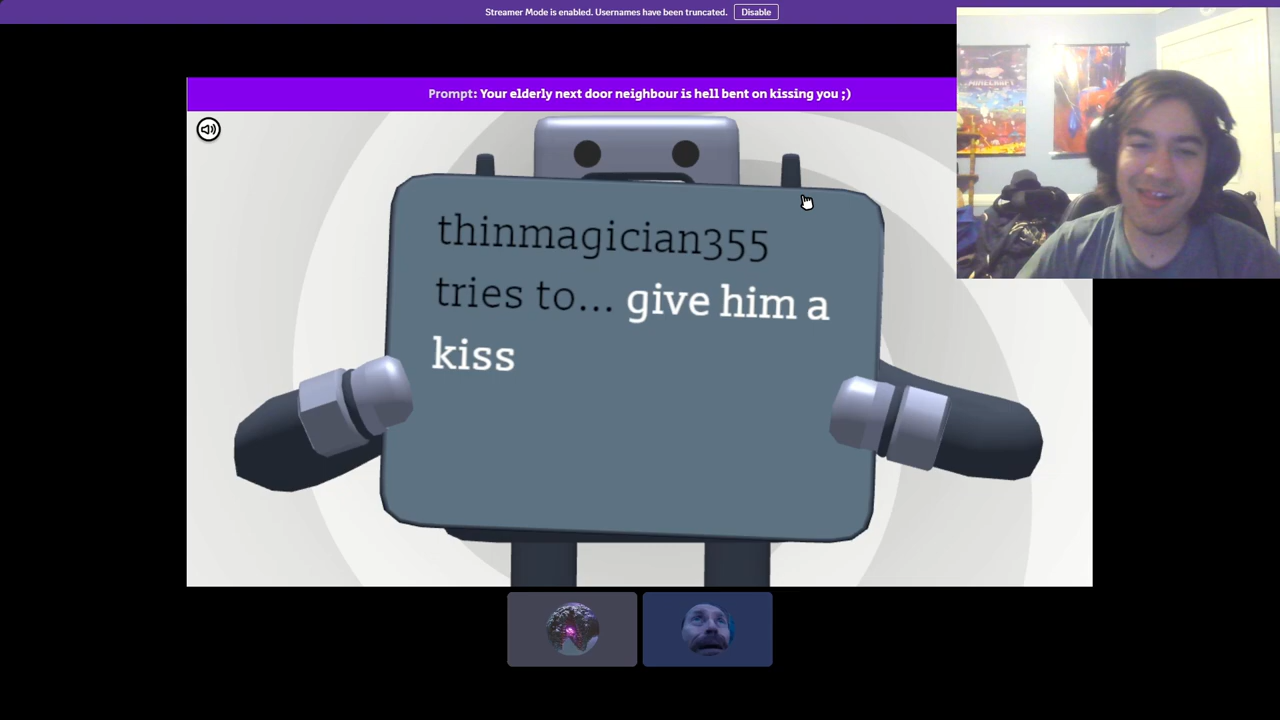 Streamer Mode is enabled. Usernames have been truncated. Disable
Prompt: Your elderly next door neighbour is hell bent on kissing you ;)
MINECRAFT
thinmagician355
tries to... give him a
kiss